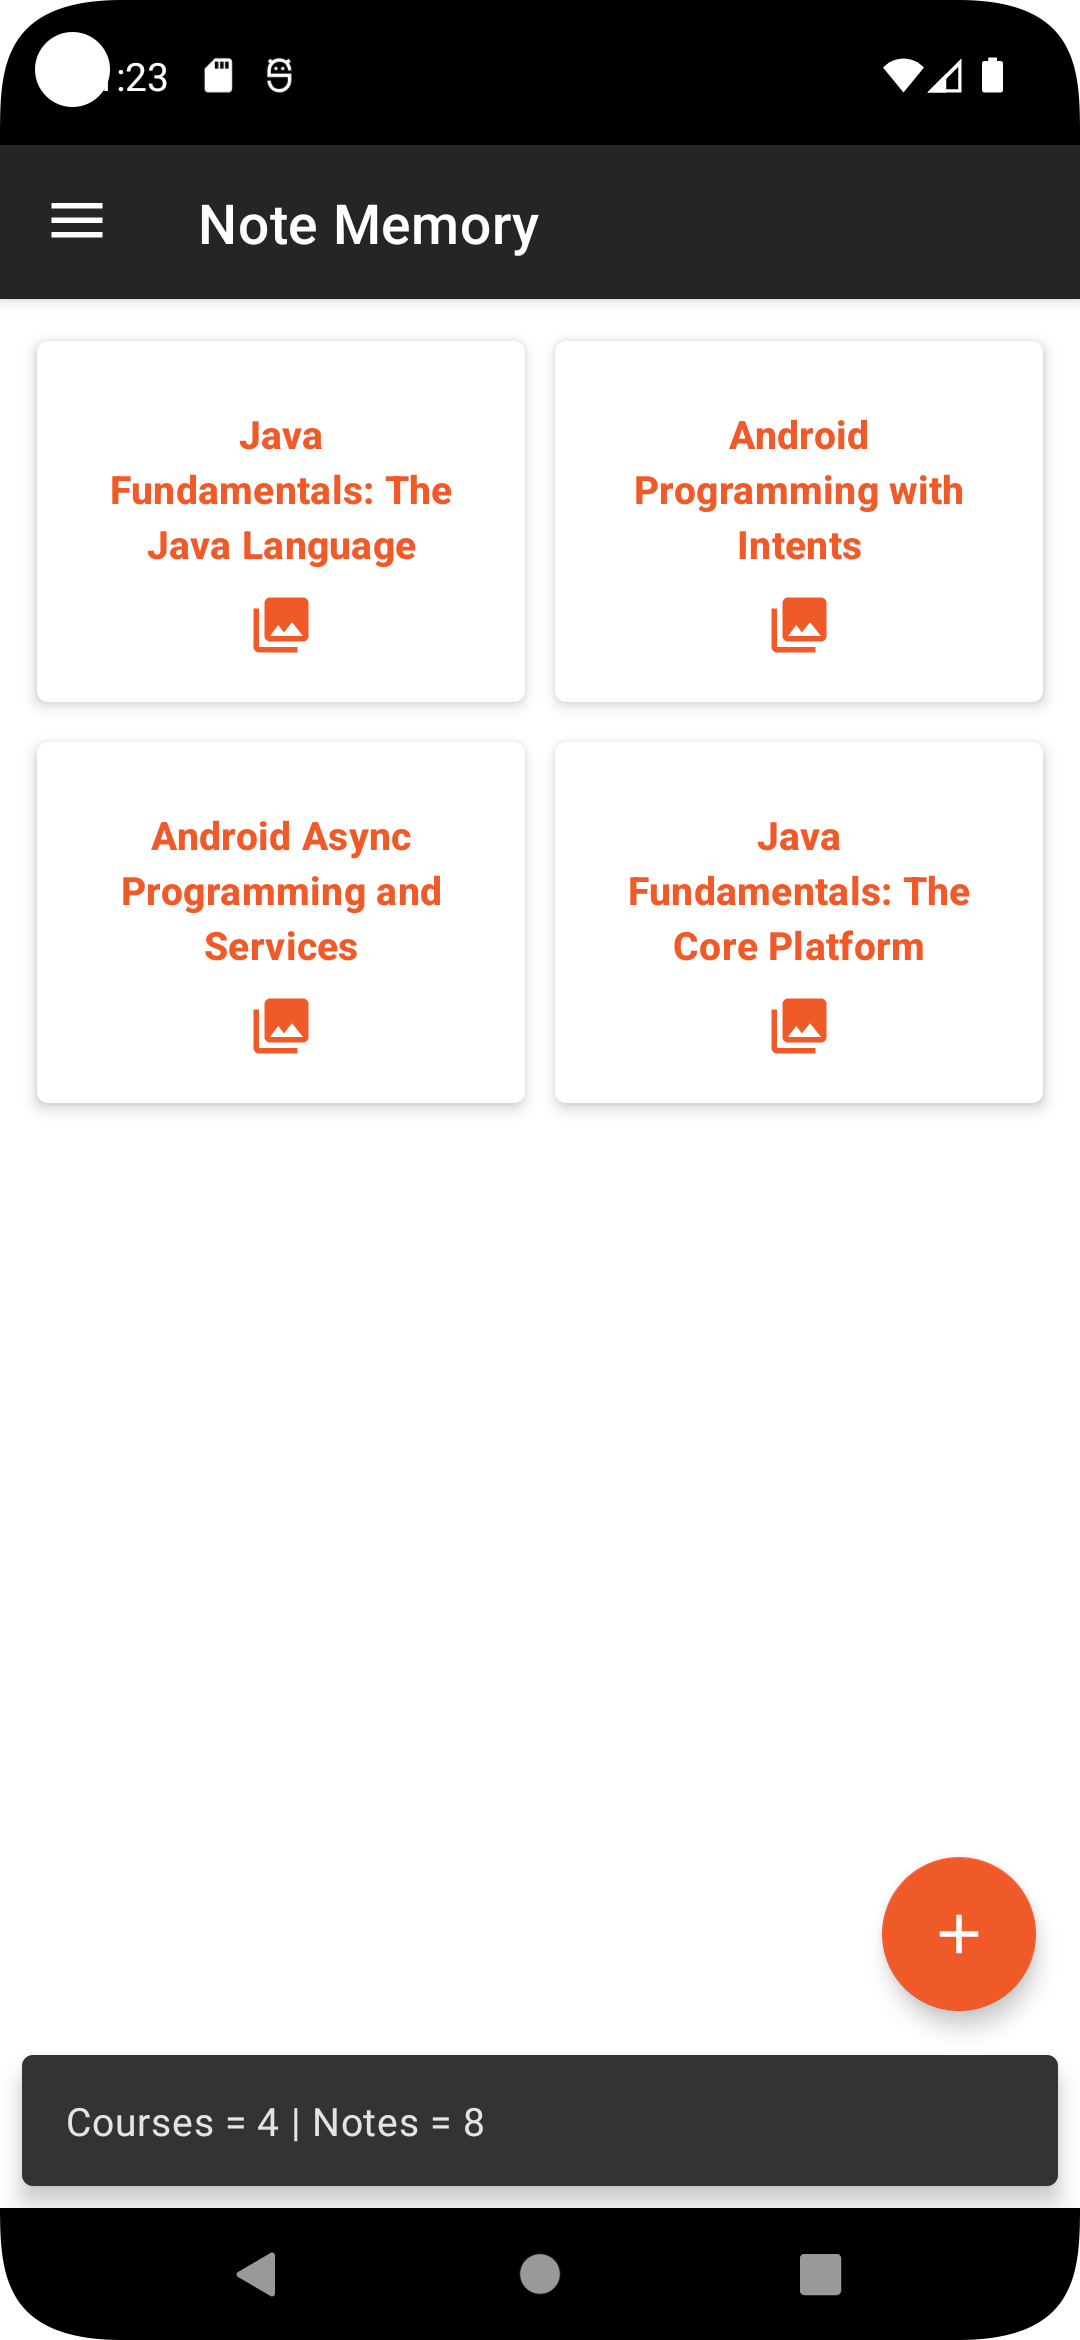 :23
Note Memory
Java
Fundamentals: The
Java Language
Android
Programming with
Intents
Android Async
Programming and
Services
Java
Fundamentals: The
Core Platform
Courses = 4 | Notes = 8